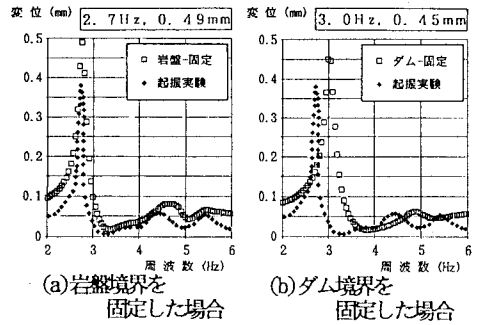 変位(mm) 2.7Hz, 0.49mm
0.5
0.4
0.3
0.2
0.1
0
2 3 4 5 6
周波数(Hz)
岩盤-固定
起振実験
(a)岩盤境界を
固定した場合
変位(mm) 3.0Hz, 0.45mm
0.5
0.4
0.3
0.2
0.1
0
2 3 4 5 6
周波数(Hz)
ダム-固定
起振実験
(b)ダム境界を
固定した場合